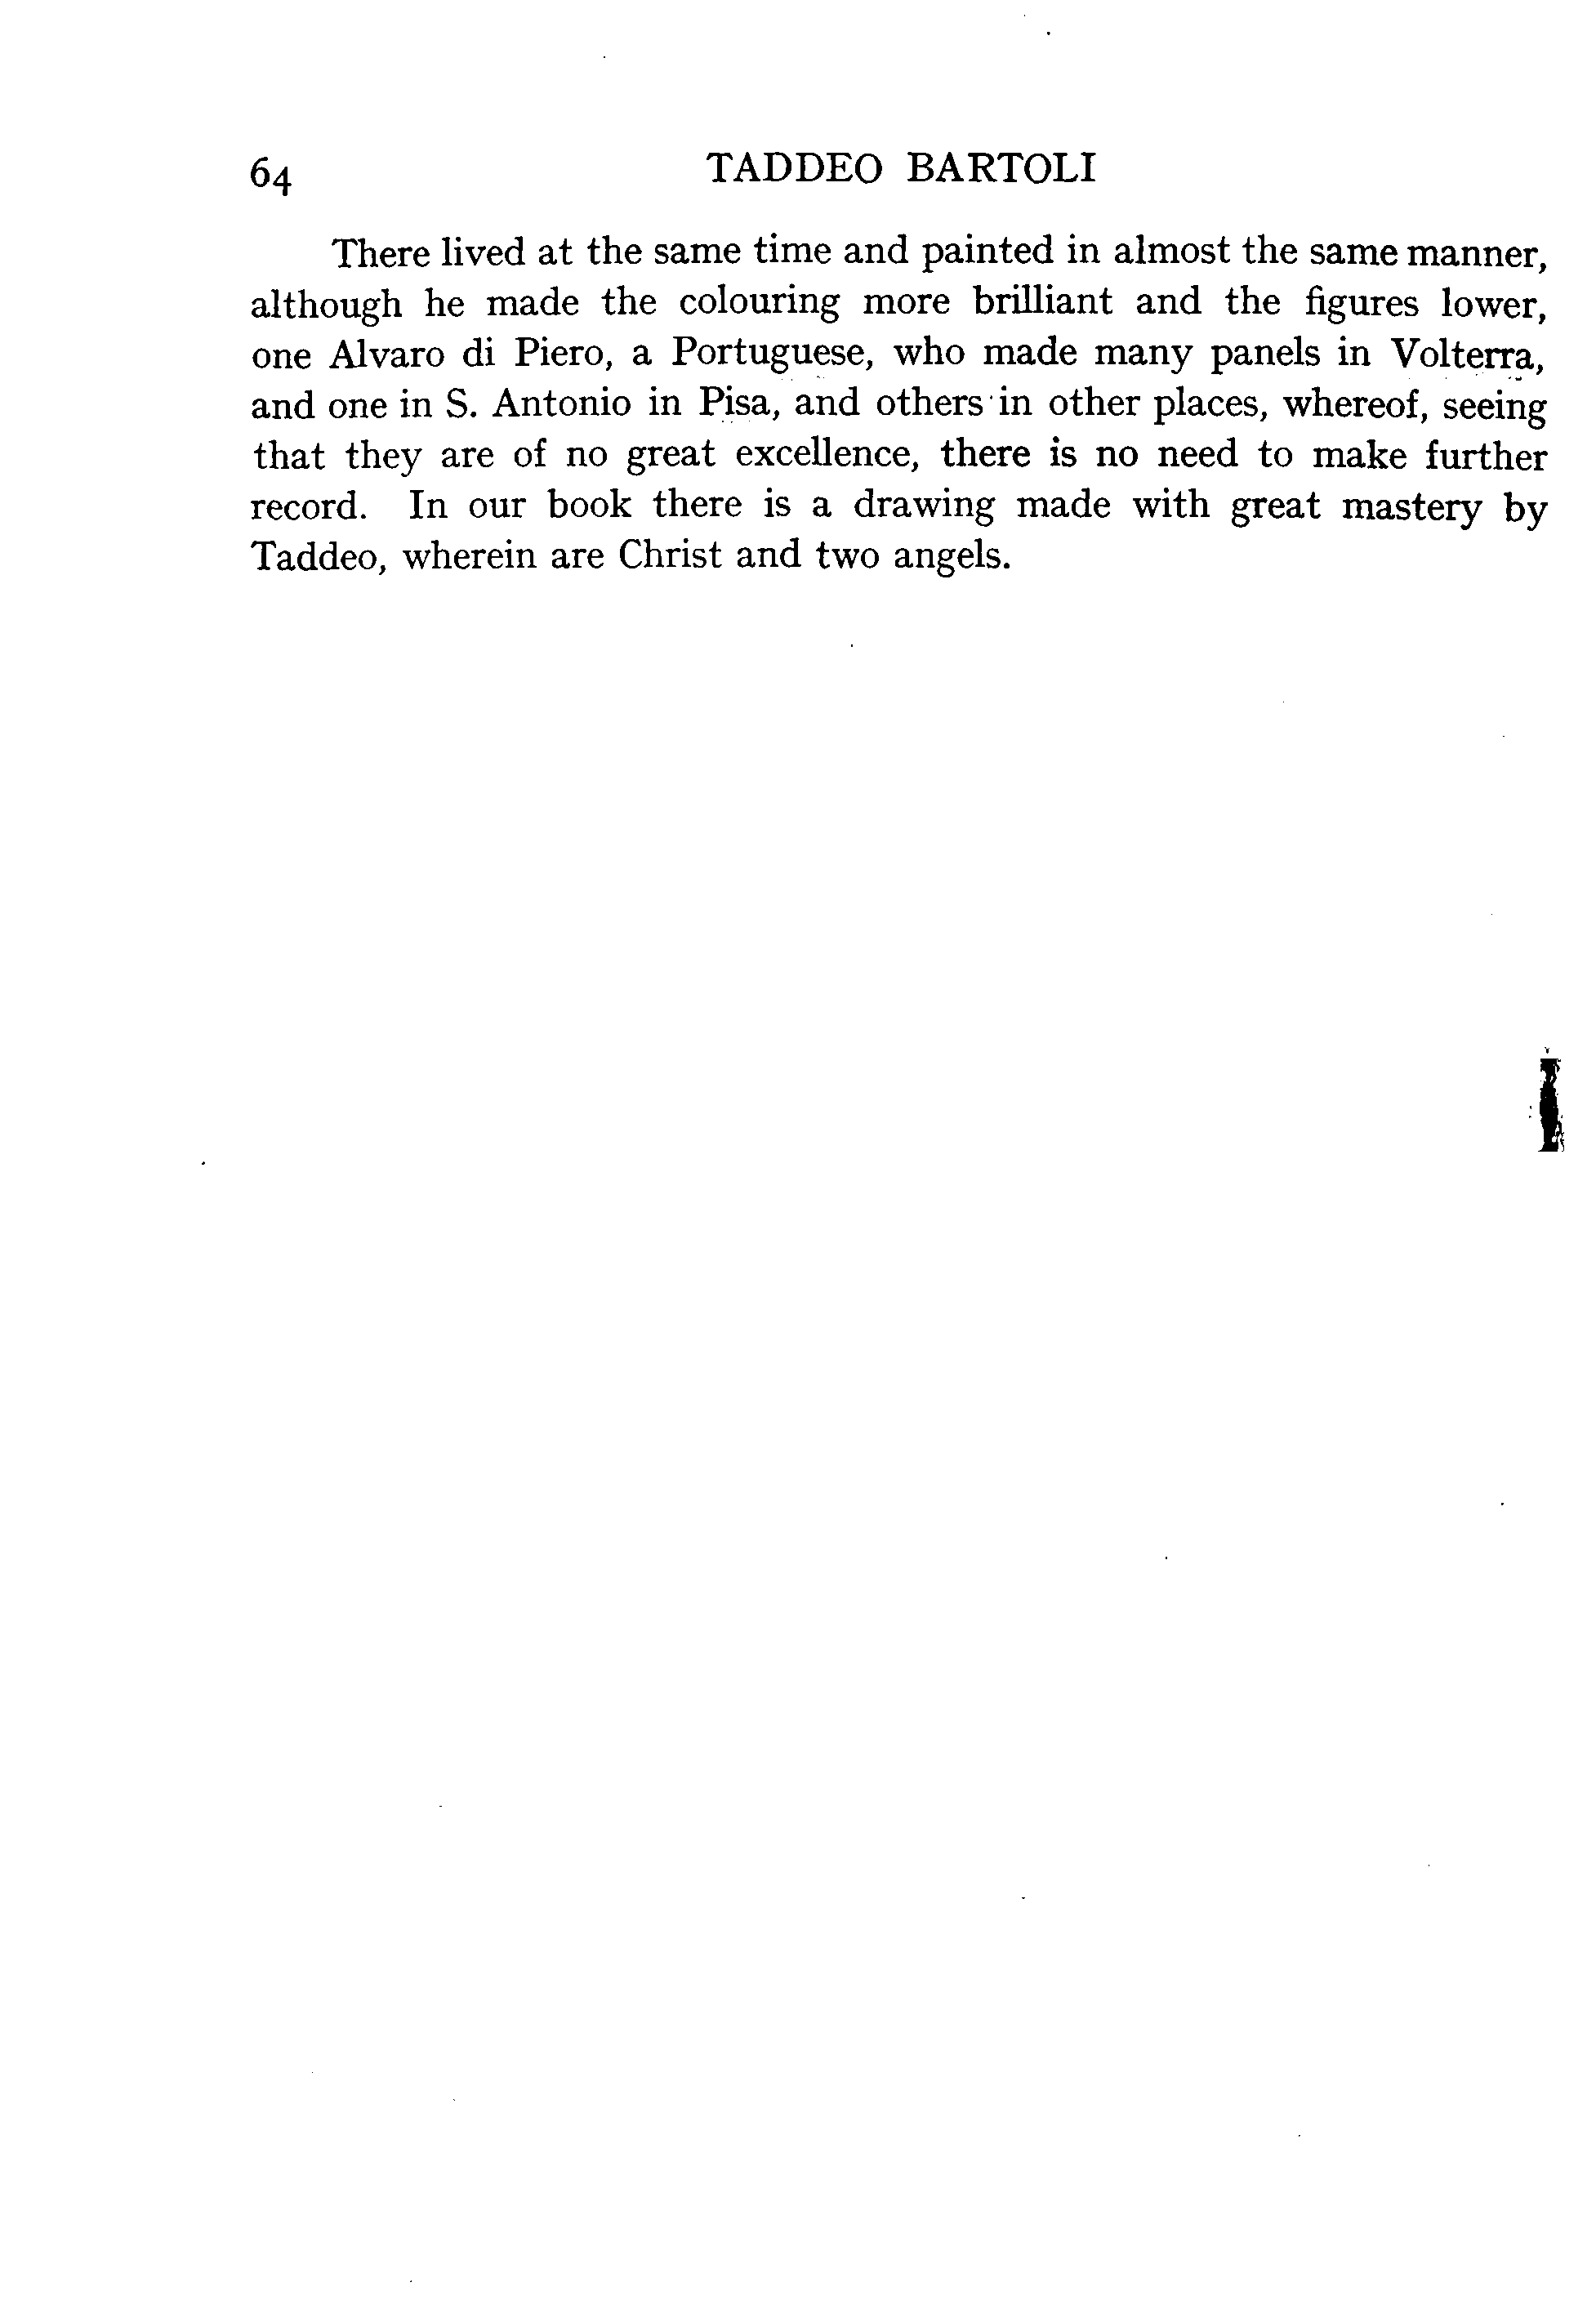 64 TADDEO BARTOLI
There lived at the same time and painted in almost the same manner,
although he made the colouring more brilliant and the figures lower,
one Alvaro di Piero, a Portuguese, who made many panels in Volterra,
and one in S. Antonio in Pisa, and others in other places, whereof, seeing
that they are of no great excellence, there is no need to make further
record. In our book there is a drawing made with great mastery by
Taddeo, wherein are Christ and two angels.